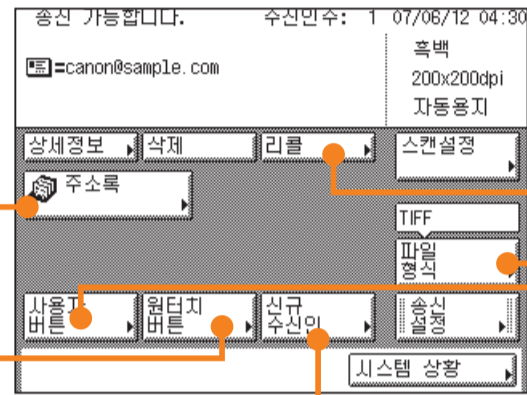 송신 가능합니다. 수신인수: 1 07/06/12 04:30
=canon@sample.com
흑백
200x200dpi
자동용지
상세정보 삭제 리콜 스캔설정
주소록
TIFF
파일
형식
사용자
버튼
원터치
버튼
신규
수신인
송신
설정
시스템 상황